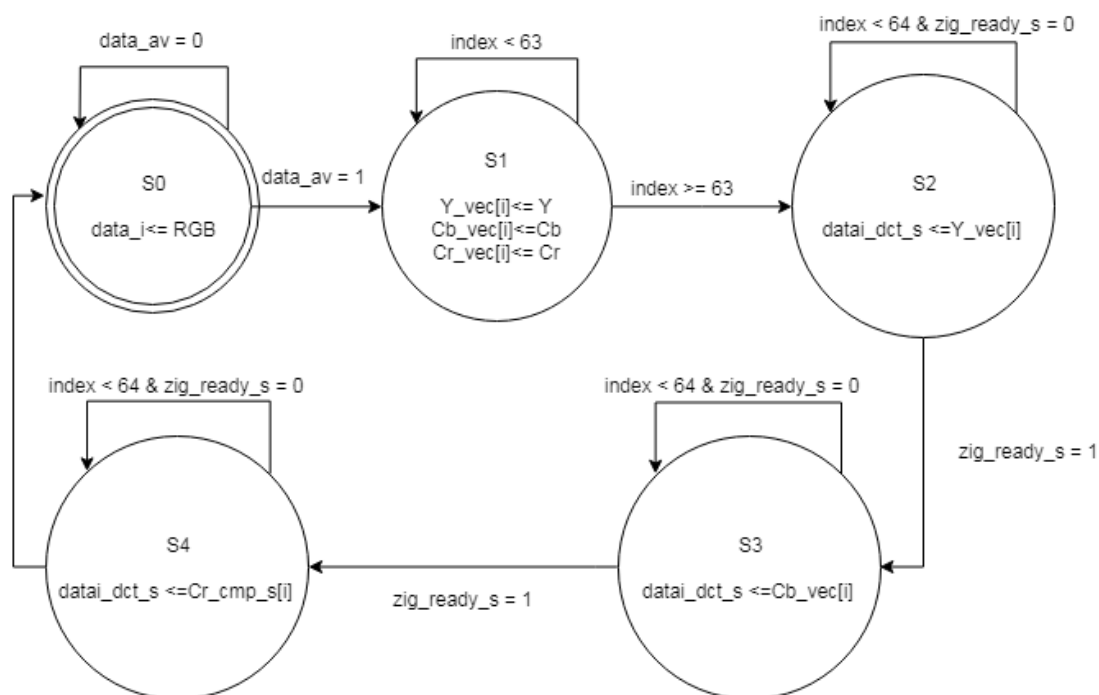 data_av = 0
index < 63
index < 64 & zig_ready_s = 0
S0
data_i<= RGB
data_av = 1
S1
Y_vec[i]<= Y
Cb_vec[i]<=Cb
Cr_vec[i]<= Cr
index >= 63
S2
datai_dct_s <=Y_vec[i]
zig_ready_s = 1
index < 64 & zig_ready_s = 0
S3
datai_dct_s <=Cb_vec[i]
zig_ready_s = 1
index < 64 & zig_ready_s = 0
S4
datai_dct_s <=Cr_cmp_s[i]